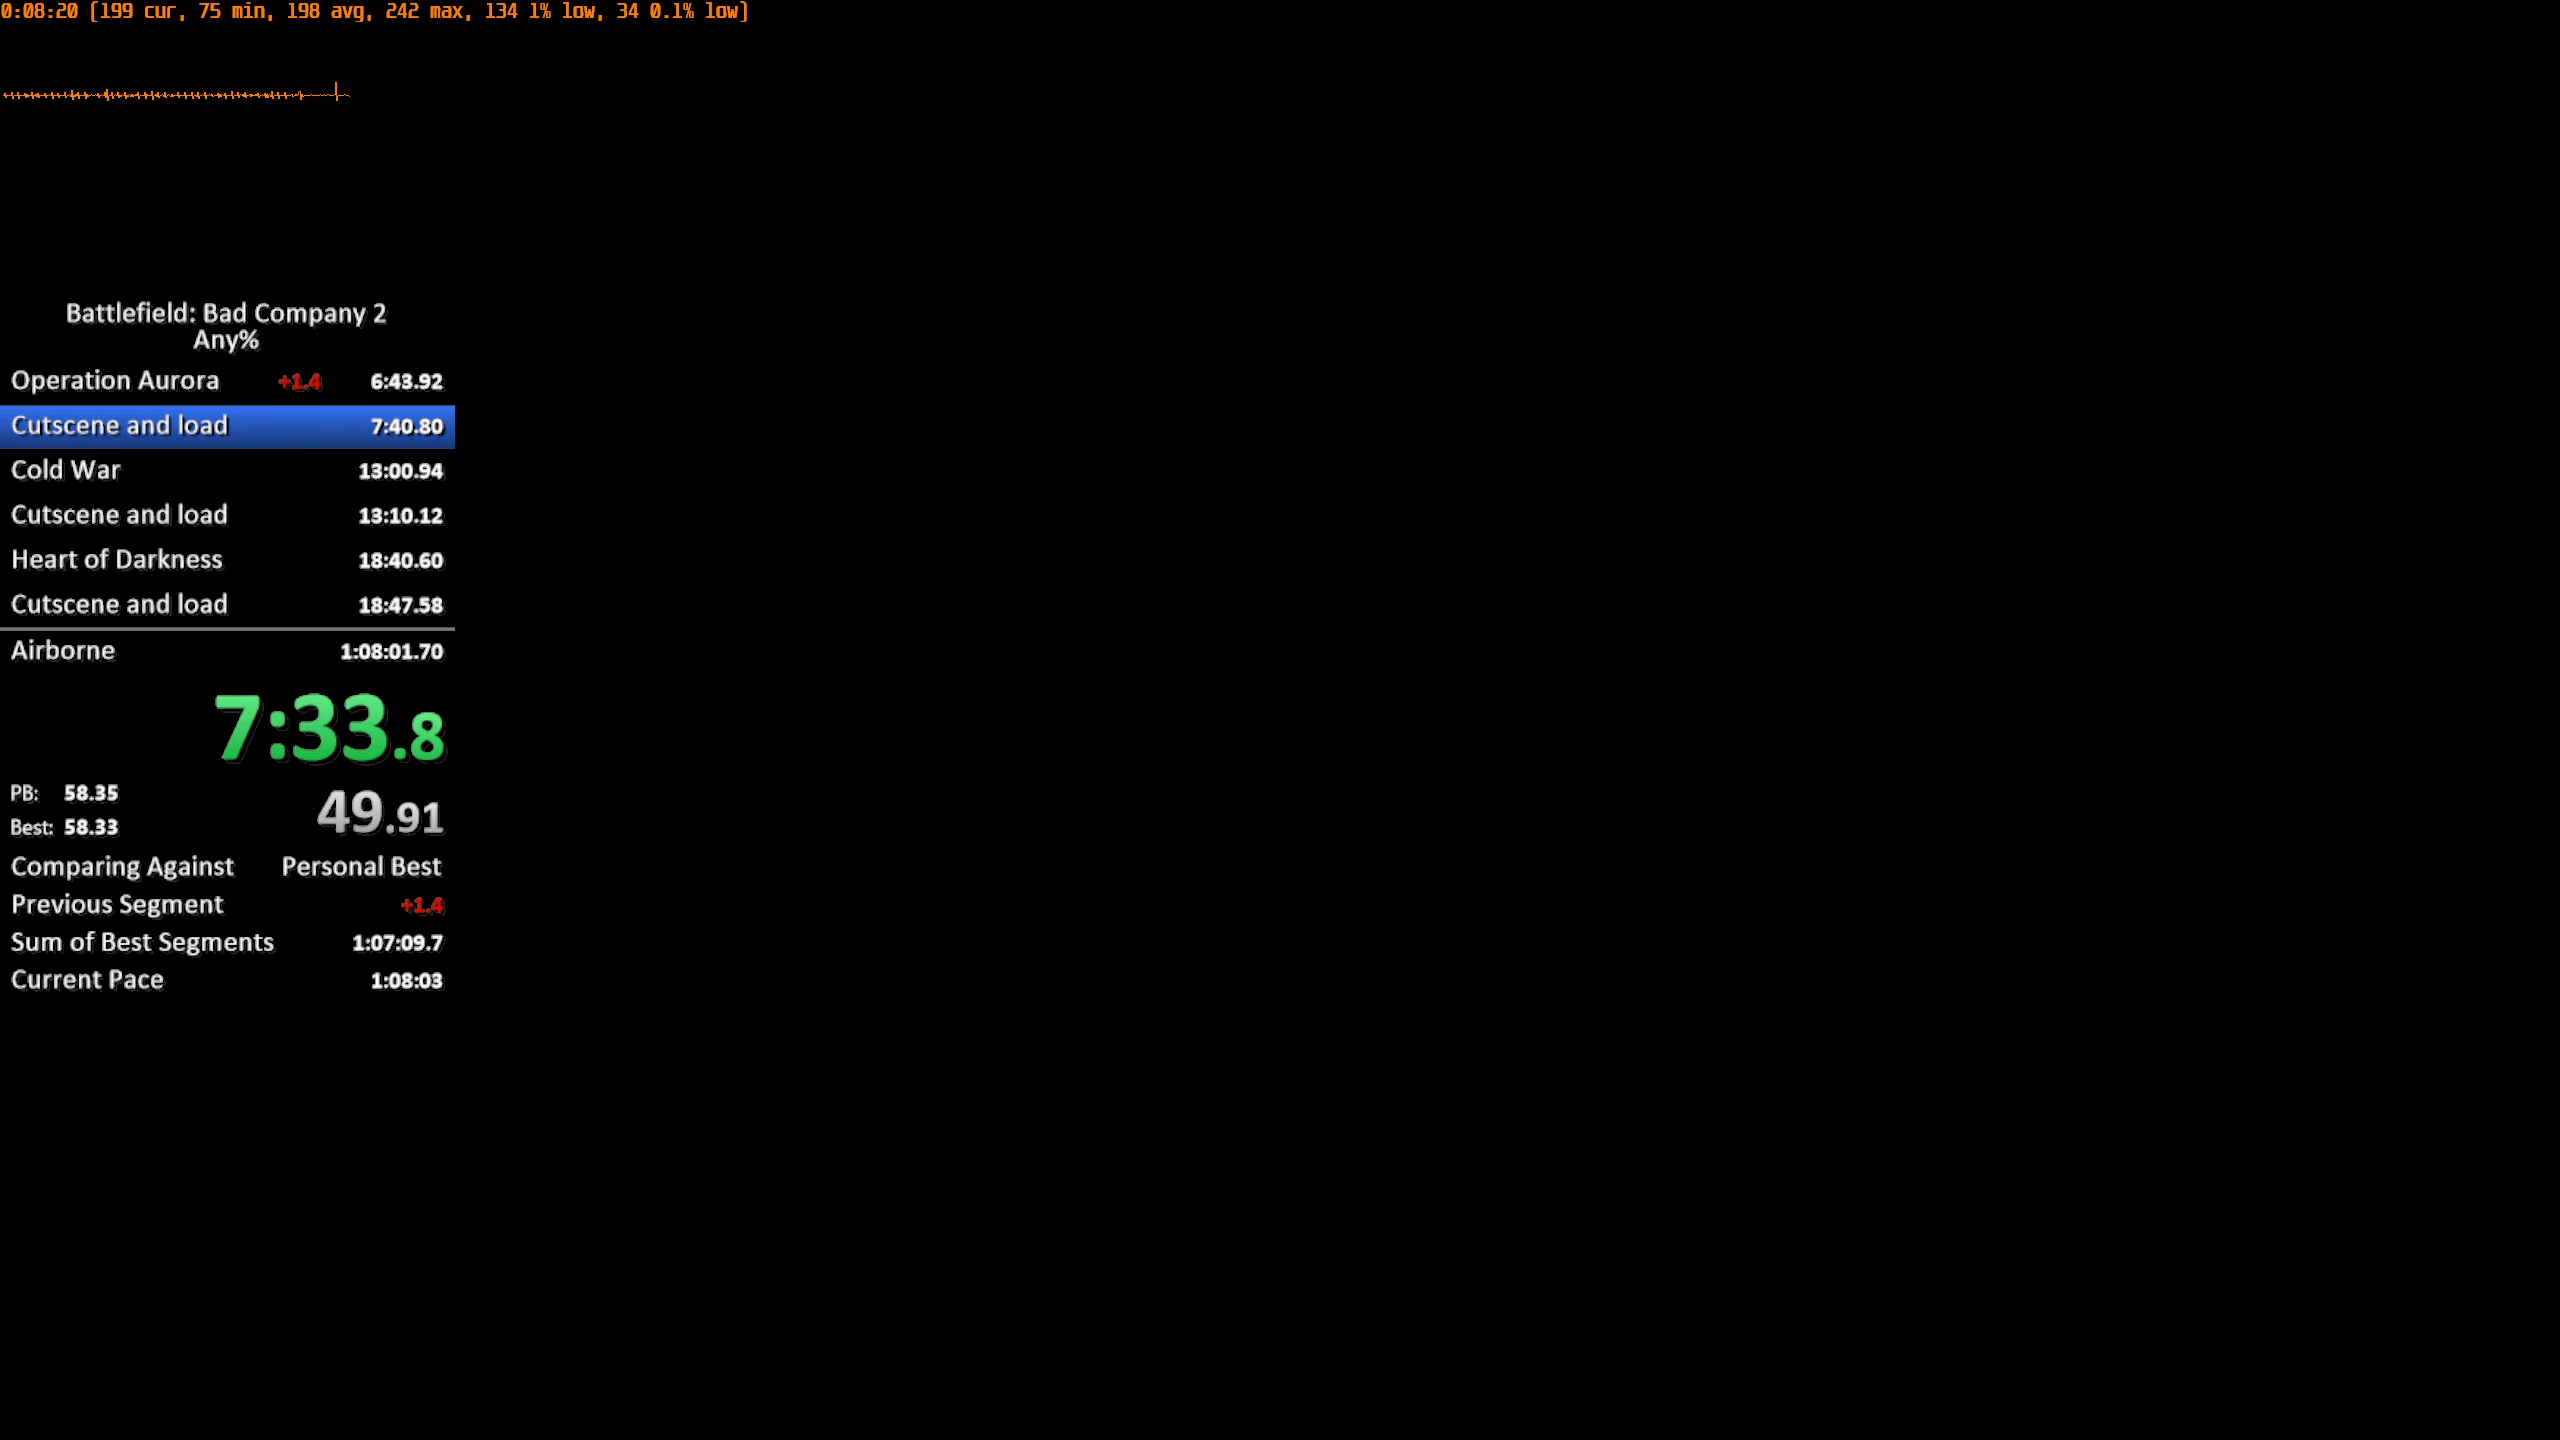 0:08:20 [199 cur, 75 min, 198 avg, 242 max, 134 1% low, 34 0.1% low]
Battlefield: Bad Company 2
Any%
Operation Aurora +1.4 6:43.92
Cutscene and load 7:40.80
Cold War 13:00.94
Cutscene and load 13:10.12
Heart of Darkness 18:40.60
Cutscene and load 18:47.58
Airborne 1:08:01.70
7:33.8
PB: 58.35
Best: 58.33
49.91
Comparing Against Personal Best
Previous Segment +1.4
Sum of Best Segments 1:07:09.7
Current Pace 1:08:03